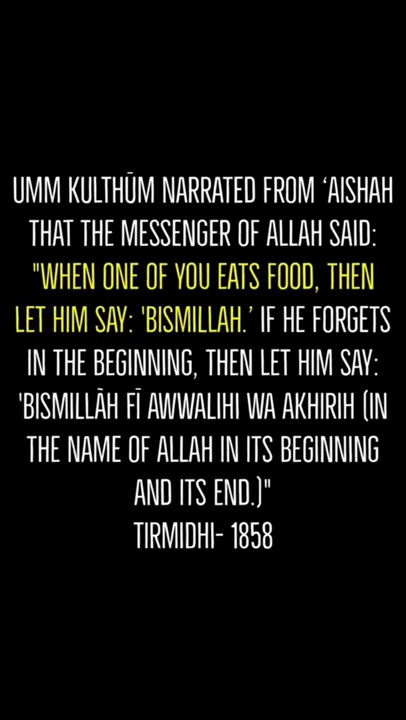 UMM KULTHŪM NARRATED FROM ‘AISHAH
THAT THE MESSENGER OF ALLAH SAID:
"WHEN ONE OF YOU EATS FOOD, THEN
LET HIM SAY: 'BISMILLAH.’ IF HE FORGETS
IN THE BEGINNING, THEN LET HIM SAY:
'BISMILLÃH FĪ AWWALIHI WA AKHIRIH (IN
THE NAME OF ALLAH IN ITS BEGINNING
AND ITS END.)"
TIRMIDHI- 1858